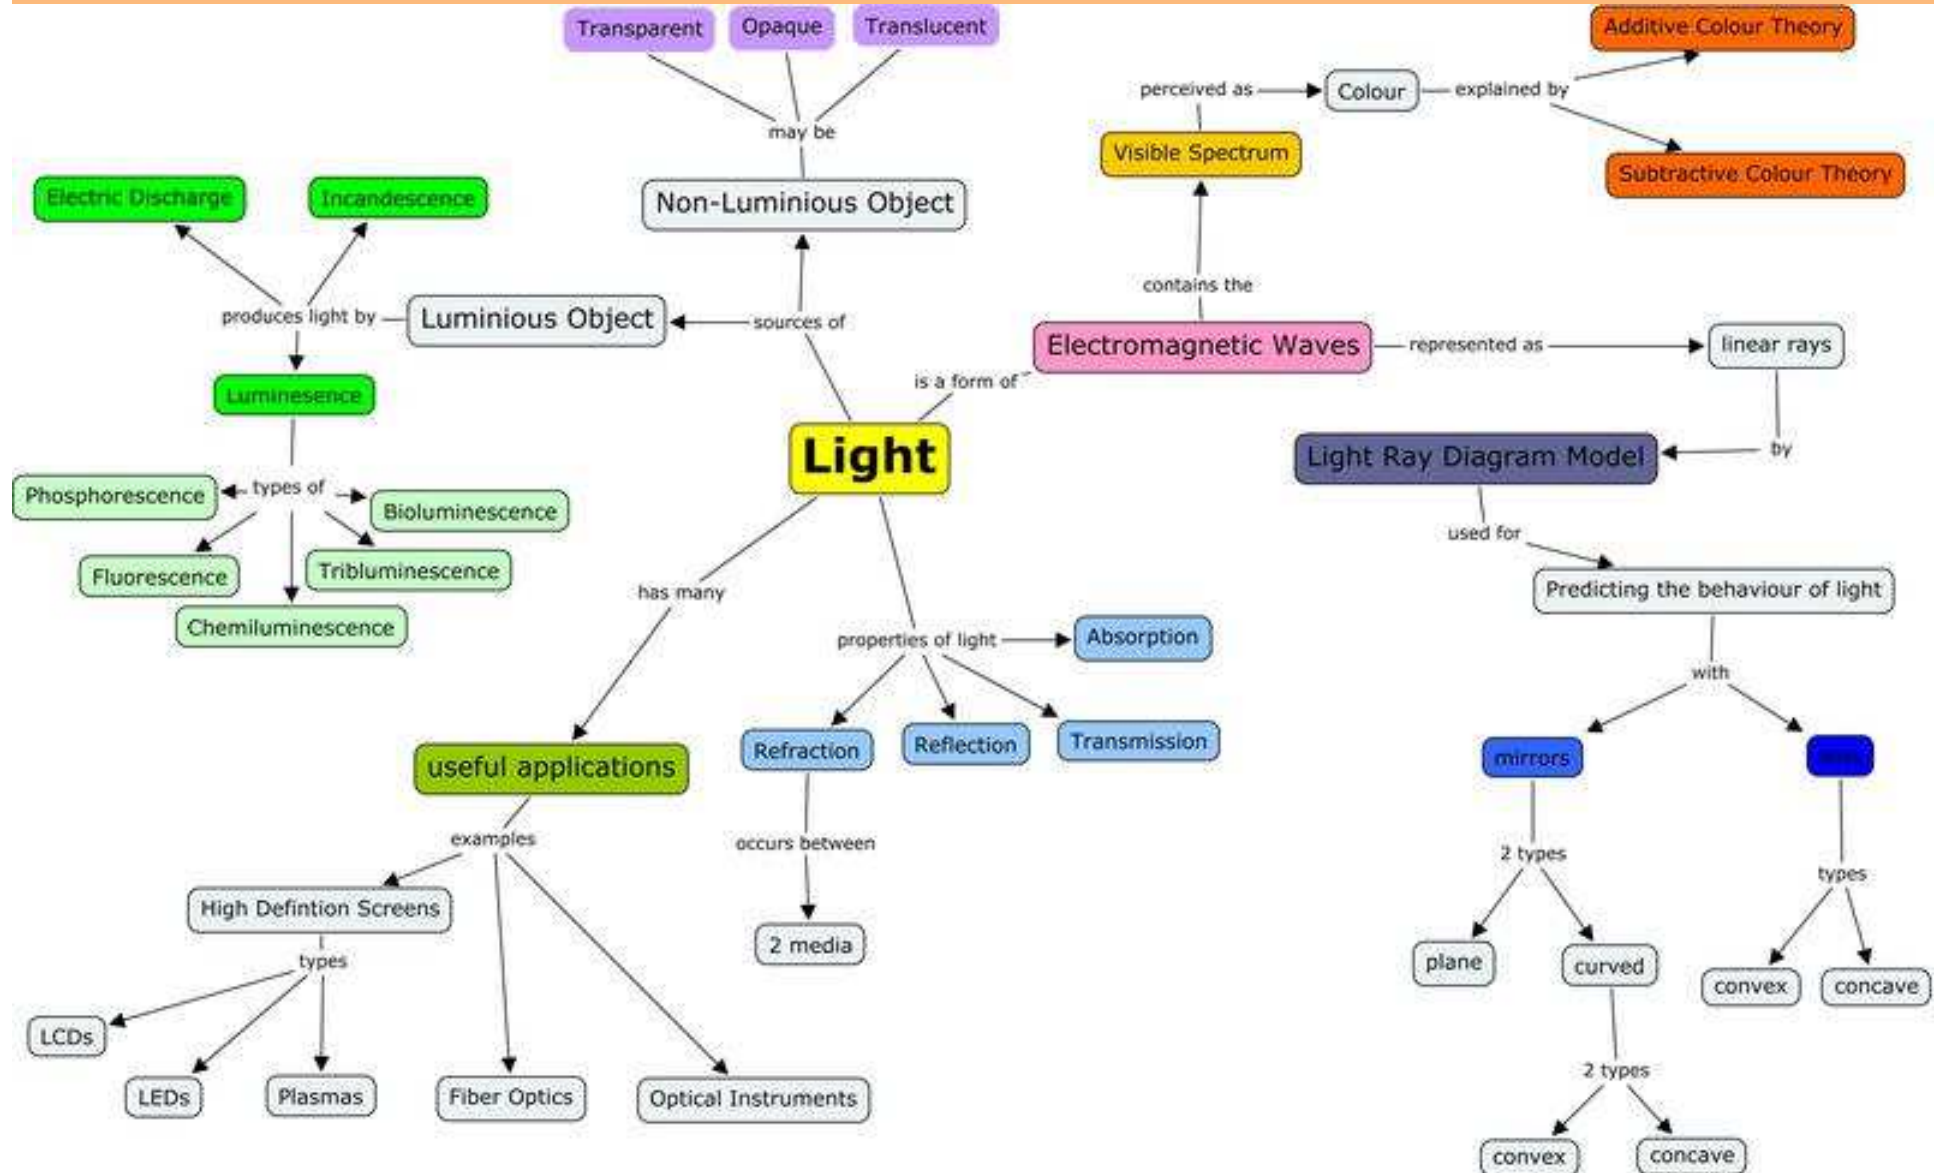 Transparent
Opaque
Translucent
Additive Colour Theory
perceived as
Colour
explained by
may be
Visible Spectrum
Subtractive Colour Theory
Electric Discharge
Incandescence
Non-Luminious Object
contains the
produces light by
Luminious Object
sources of
Electromagnetic Waves
represented as
linear rays
is a form of
Luminesence
Light
Light Ray Diagram Model
by
Phosphorescence
types of
Bioluminescence
used for
Fluorescence
Tribluminescence
Predicting the behaviour of light
has many
Chemiluminescence
properties of light
Absorption
with
Refraction
Reflection
Transmission
mirrors
useful applications
examples
occurs between
2 types
types
High Defintion Screens
2 media
plane
curved
convex
concave
types
LCDs
LEDs
Plasmas
Fiber Optics
Optical Instruments
2 types
convex
concave